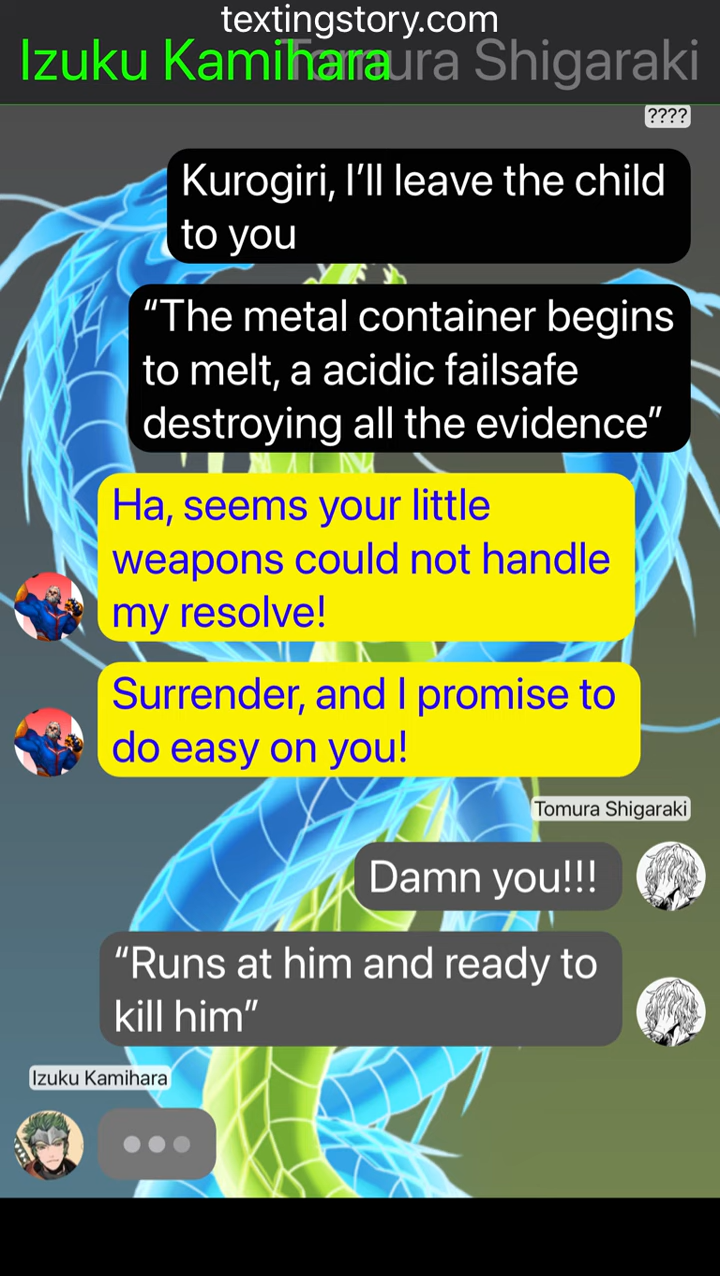 textingstory.com
Izuku Kamihara Tomura Shigaraki
????
Kurogiri, I’ll leave the child
to you
“The metal container begins
to melt, a acidic failsafe
destroying all the evidence”
Ha, seems your little
weapons could not handle
my resolve!
Surrender, and I promise to
do easy on you!
Tomura Shigaraki
Damn you!!!
“Runs at him and ready to
kill him”
Izuku Kamihara